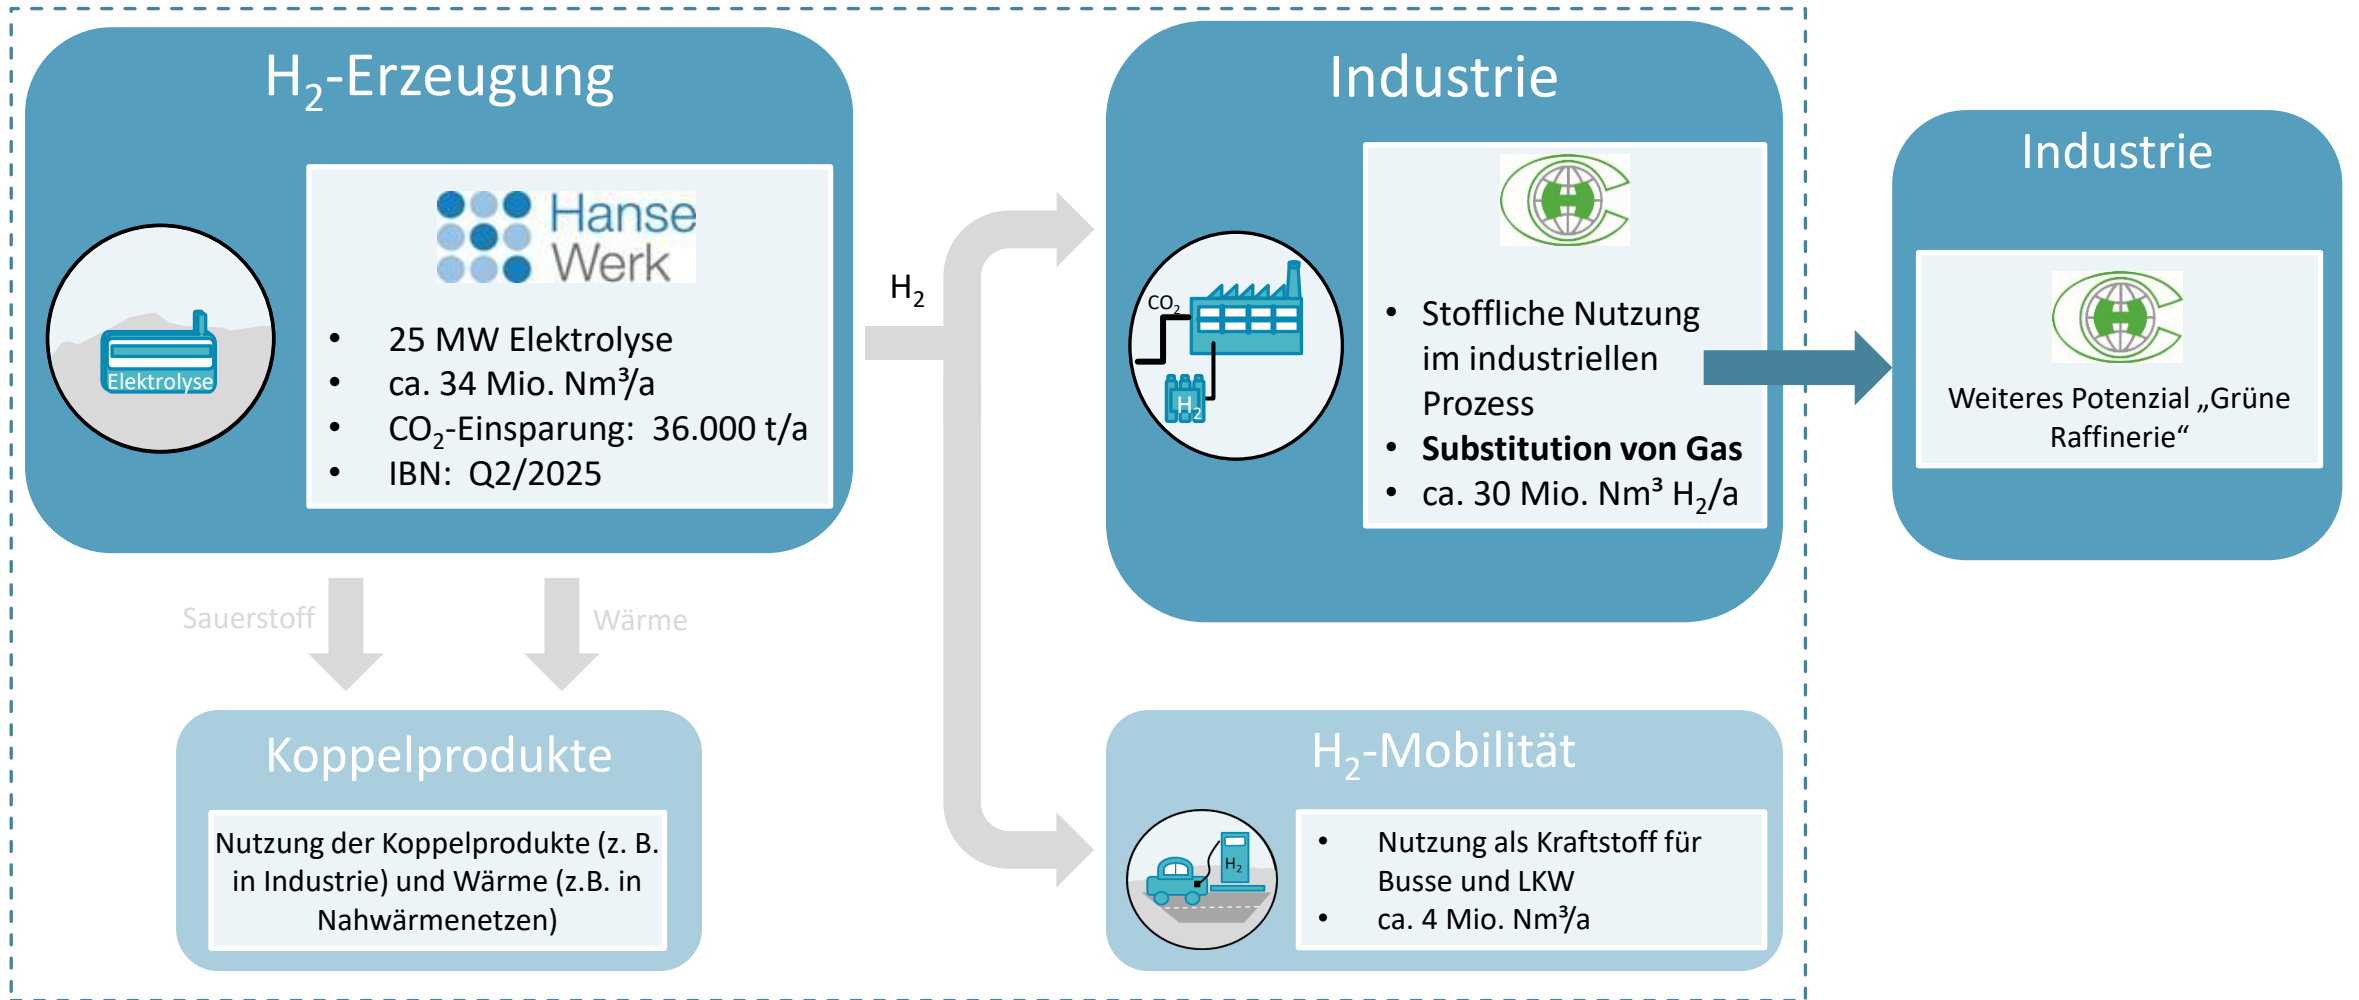 H₂-Erzeugung
Hanse
Werk
Elektrolyse
• 25 MW Elektrolyse
• ca. 34 Mio. Nm³/a
• CO₂-Einsparung: 36.000 t/a
• IBN: Q2/2025
H₂
Sauerstoff
Wärme
Koppelprodukte
Nutzung der Koppelprodukte (z. B.
in Industrie) und Wärme (z.B. in
Nahwärmenetzen)
Industrie
CO₂
H₂
H
C
• Stoffliche Nutzung
im industriellen
Prozess
• Substitution von Gas
• ca. 30 Mio. Nm³ H₂/a
H₂-Mobilität
H₂
• Nutzung als Kraftstoff für
Busse und LKW
• ca. 4 Mio. Nm³/a
Industrie
H
C
Weiteres Potenzial „Grüne
Raffinerie“